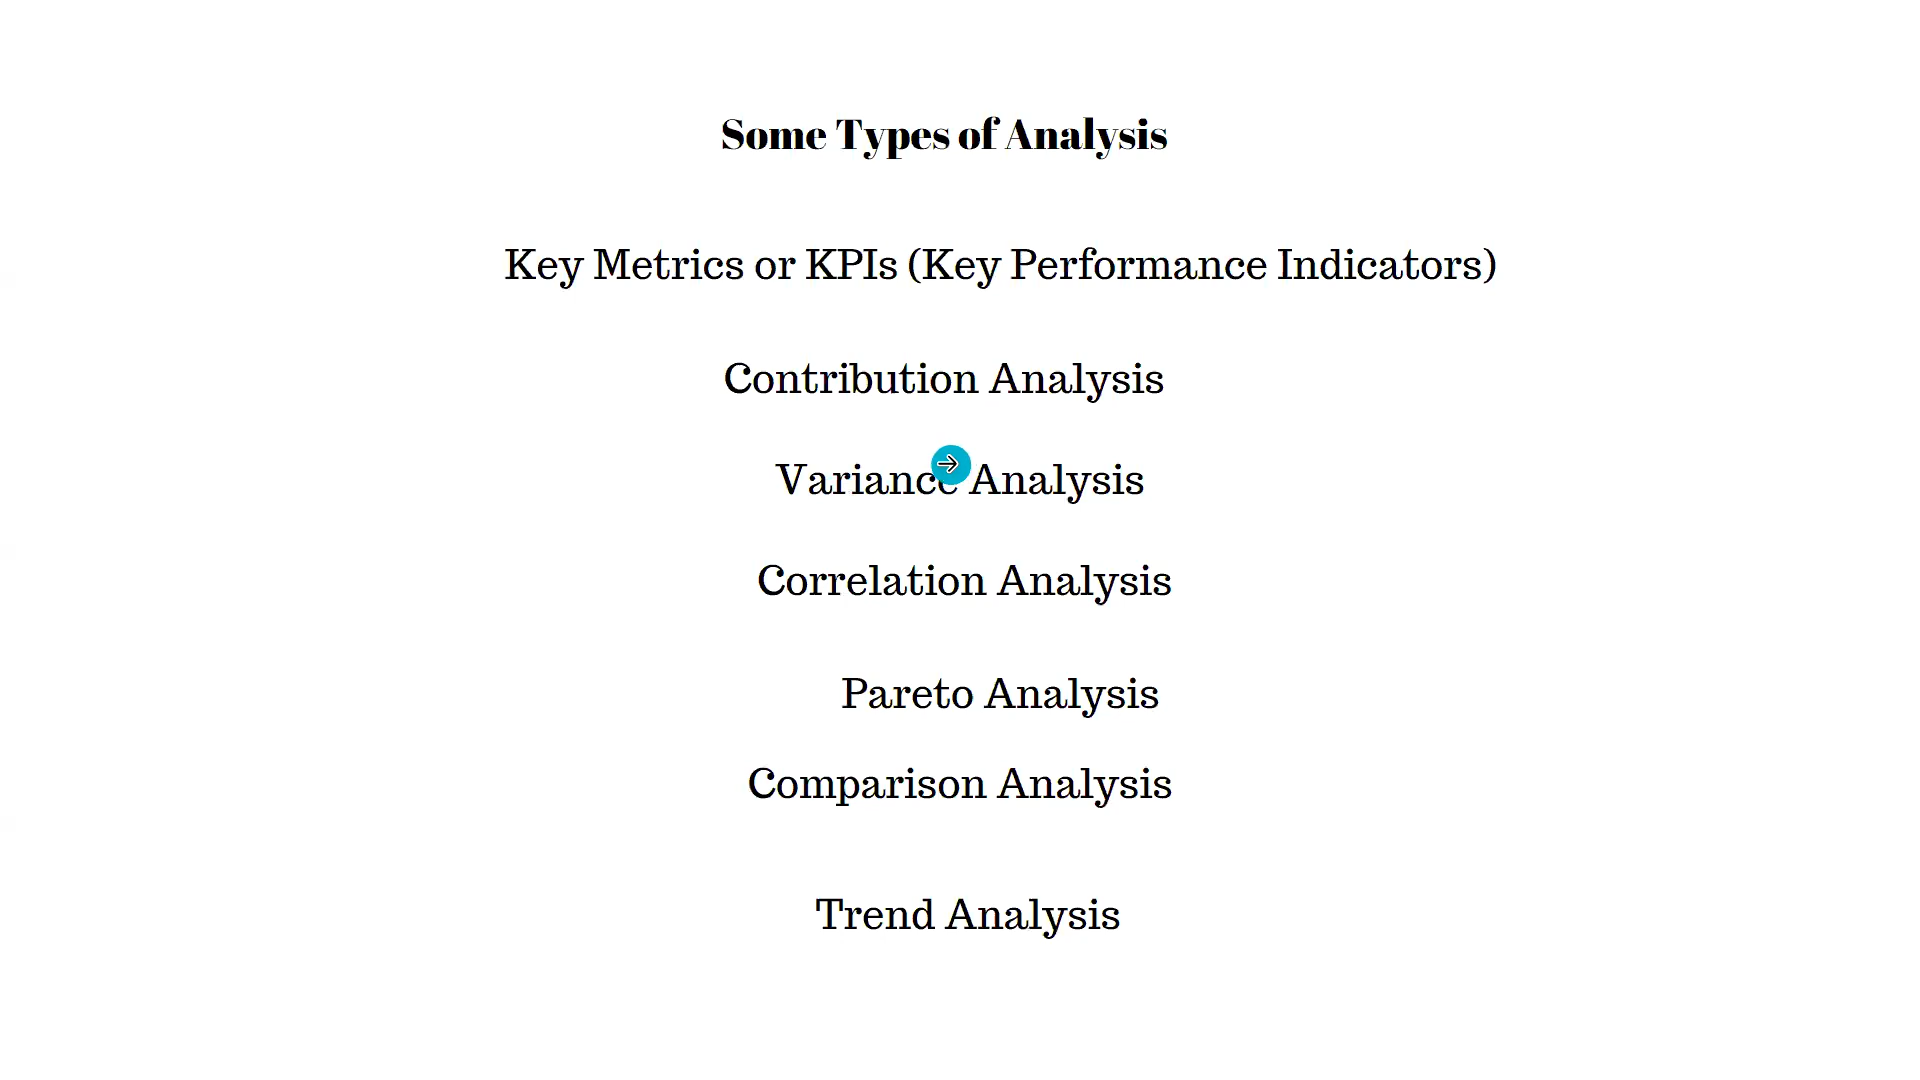 Some Types of Analysis
Key Metrics or KPIs (Key Performance Indicators)
Contribution Analysis
Variance Analysis
Correlation Analysis
Pareto Analysis
Comparison Analysis
Trend Analysis